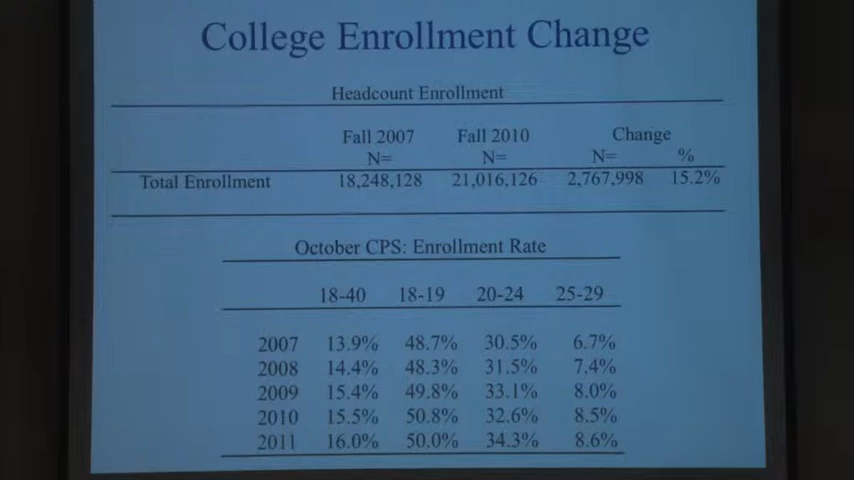 College Enrollment Change
Headcount Enrollment
Fall 2007 Fall 2010 Change
N= N= N= %
Total Enrollment 18,248,128 21,016,126 2,767,998 15.2%
October CPS: Enrollment Rate
18-40 18-19 20-24 25-29
2007 13.9% 48.7% 30.5% 6.7%
2008 14.4% 48.3% 31.5% 7.4%
2009 15.4% 49.8% 33.1% 8.0%
2010 15.5% 50.8% 32.6% 8.5%
2011 16.0% 50.0% 34.3% 8.6%